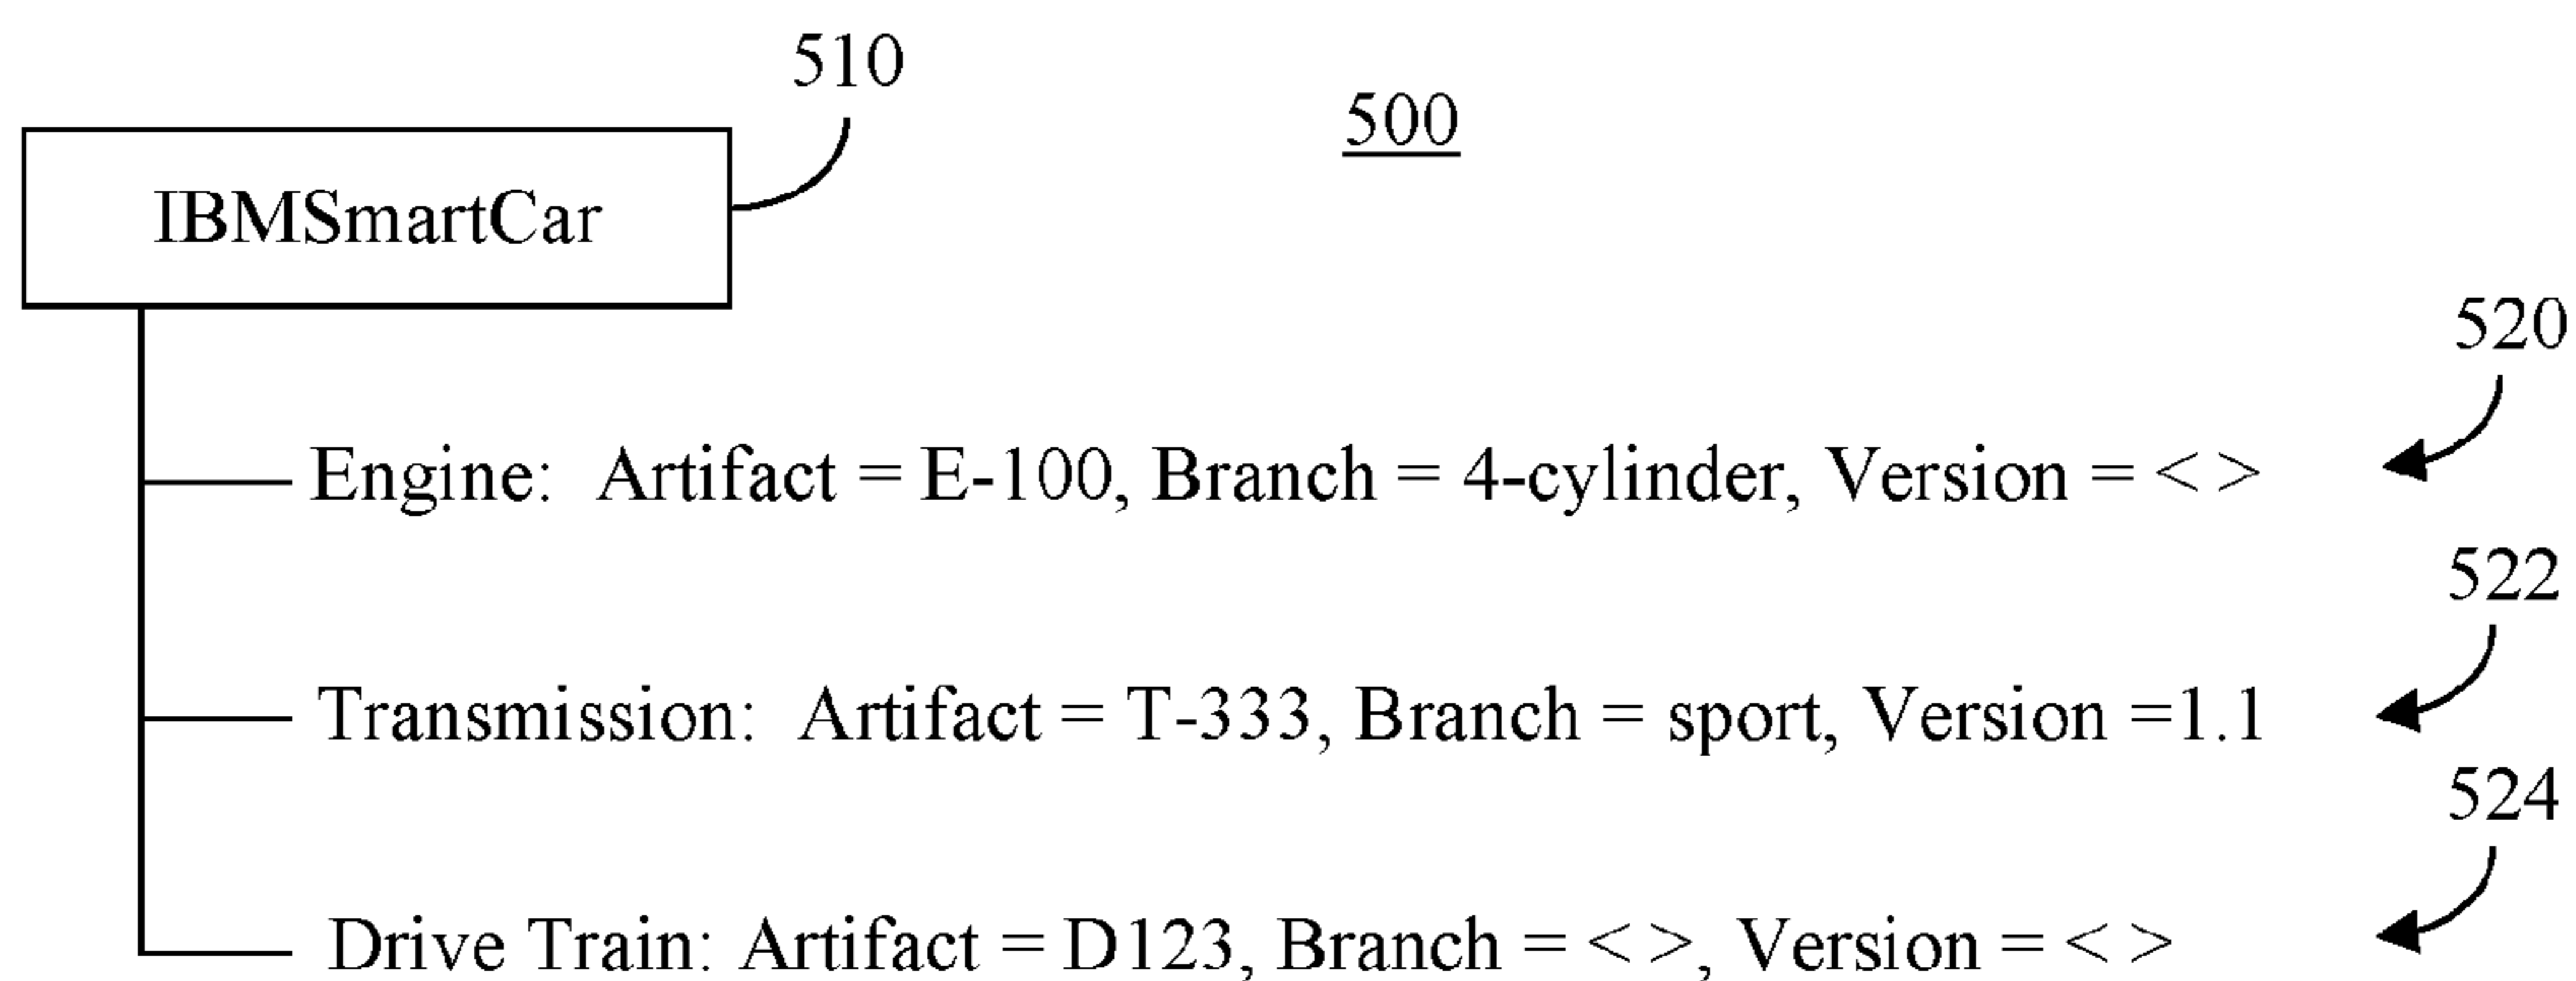 510
500
IBMSmartCar
520
Engine: Artifact = E-100, Branch = 4-cylinder, Version = < >
522
Transmission: Artifact = T-333, Branch = sport, Version =1.1
524
Drive Train: Artifact = D123, Branch = < >, Version = < >